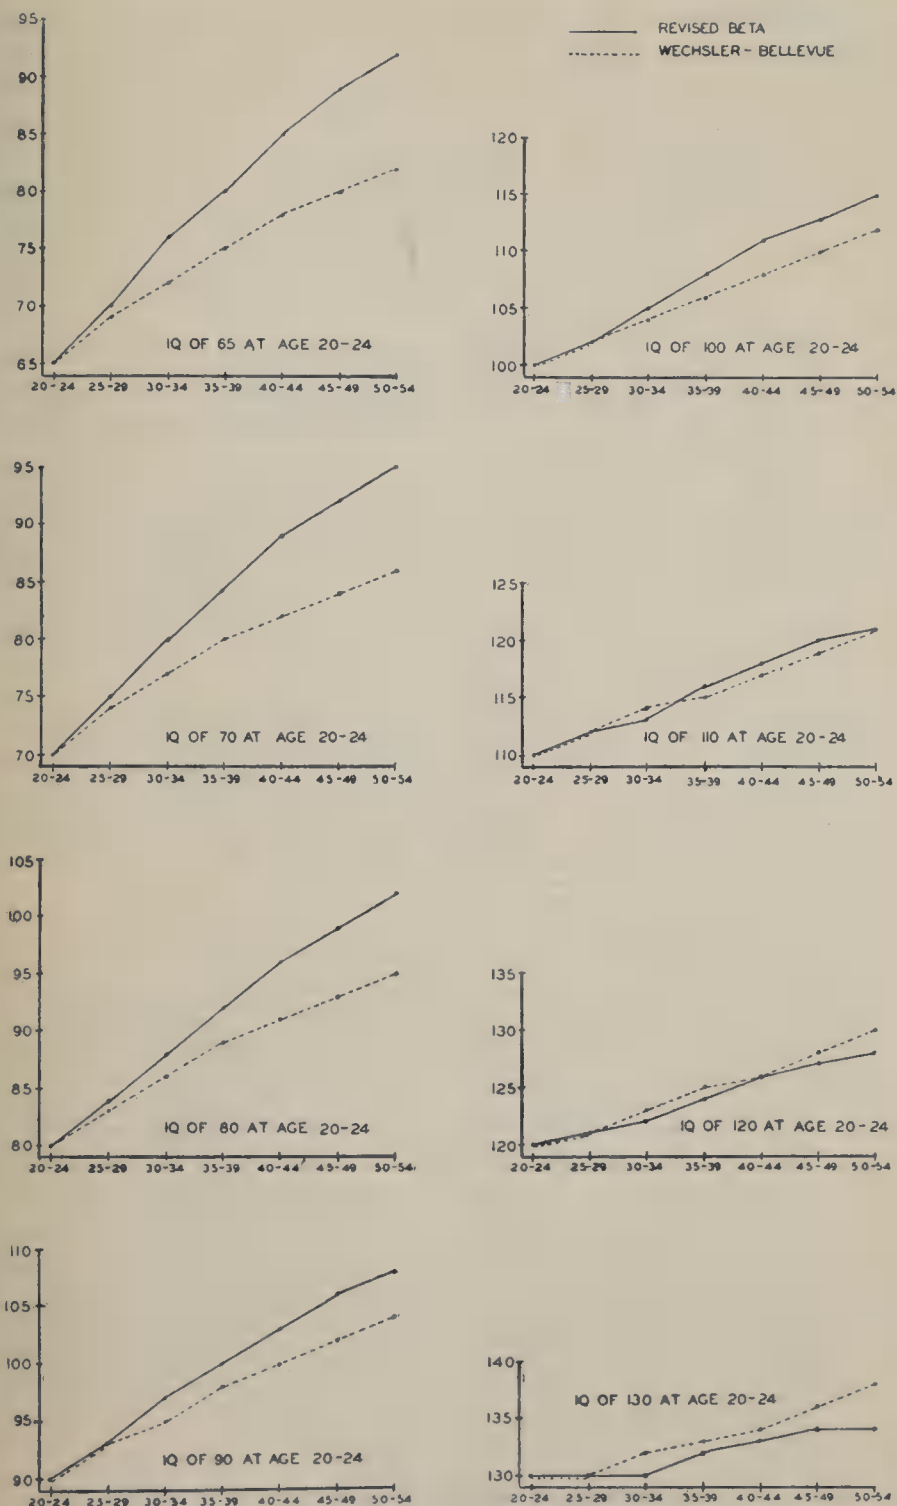 REVISED BETA
WECHSLER - BELLEVUE
95
90
85
80
75
70
65
IQ OF 65 AT AGE 20-24
20-24 25-29 30-34 35-39 40-44 45-49 50-54
120
115
110
105
100
IQ OF 100 AT AGE 20-24
20-24 25-29 30-34 35-39 40-44 45-49 50-54
95
90
85
80
75
70
IQ OF 70 AT AGE 20-24
20-24 25-29 30-34 35-39 40-44 45-49 50-54
125
120
115
110
IQ OF 110 AT AGE 20-24
20-24 25-29 30-34 35-39 40-44 45-49 50-54
105
100
95
90
85
80
IQ OF 80 AT AGE 20-24
20-24 25-29 30-34 35-39 40-44 45-49 50-54
135
130
125
120
IQ OF 120 AT AGE 20-24
20-24 25-29 30-34 35-39 40-44 45-49 50-54
110
105
100
95
90
IQ OF 90 AT AGE 20-24
20-24 25-29 30-34 35-39 40-44 45-49 50-54
140
135
130
IQ OF 130 AT AGE 20-24
20-24 25-29 30-34 35-39 40-44 45-49 50-54